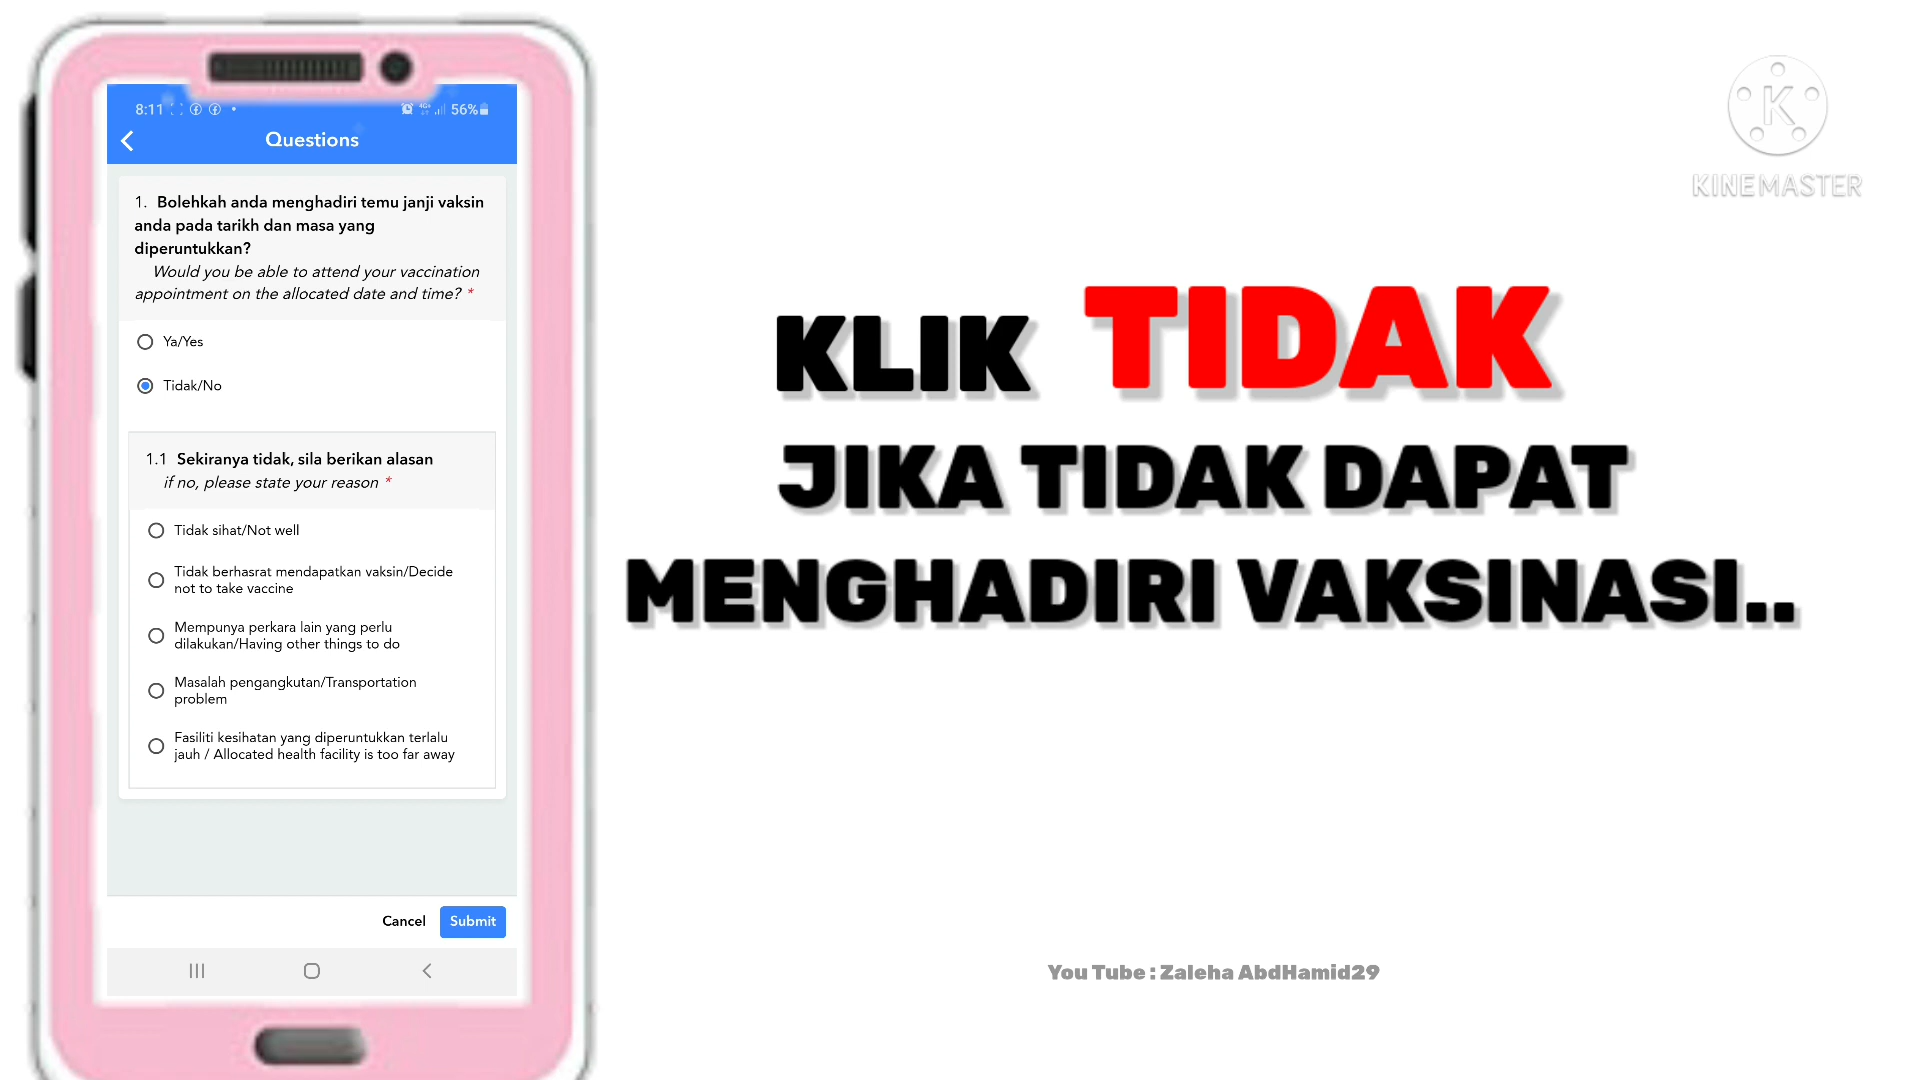 8:11
56%
Questions
1. Bolehkah anda menghadiri temu janji vaksin
anda pada tarikh dan masa yang
diperuntukkan?
Would you be able to attend your vaccination
appointment on the allocated date and time? *
Ya/Yes
Tidak/No
1.1 Sekiranya tidak, sila berikan alasan
if no, please state your reason *
Tidak sihat/Not well
Tidak berhasrat mendapatkan vaksin/Decide
not to take vaccine
Mempunya perkara lain yang perlu
dilakukan/Having other things to do
Masalah pengangkutan/Transportation
problem
Fasiliti kesihatan yang diperuntukkan terlalu
jauh / Allocated health facility is too far away
Cancel Submit
KLIK TIDAK
JIKA TIDAK DAPAT
MENGHADIRI VAKSINASI..
You Tube : Zaleha AbdHamid29
K
KINEMASTER